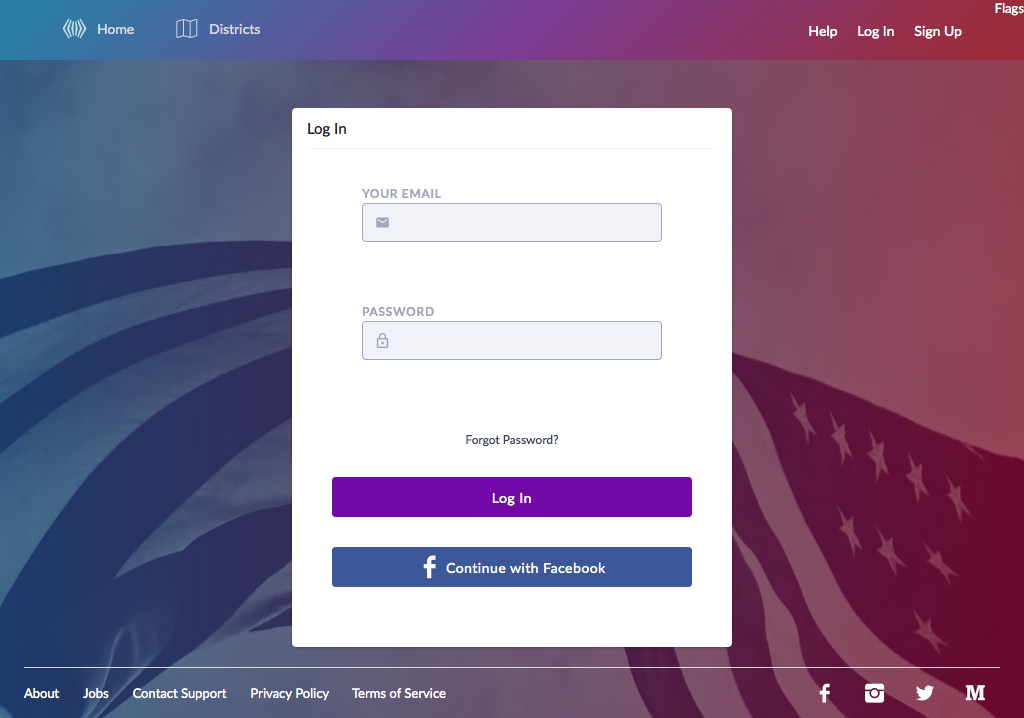 Flags
Home Districts Help Log In Sign Up
Log In
YOUR EMAIL
PASSWORD
Forgot Password?
Log In
Continue with Facebook
About Jobs Contact Support Privacy Policy Terms of Service